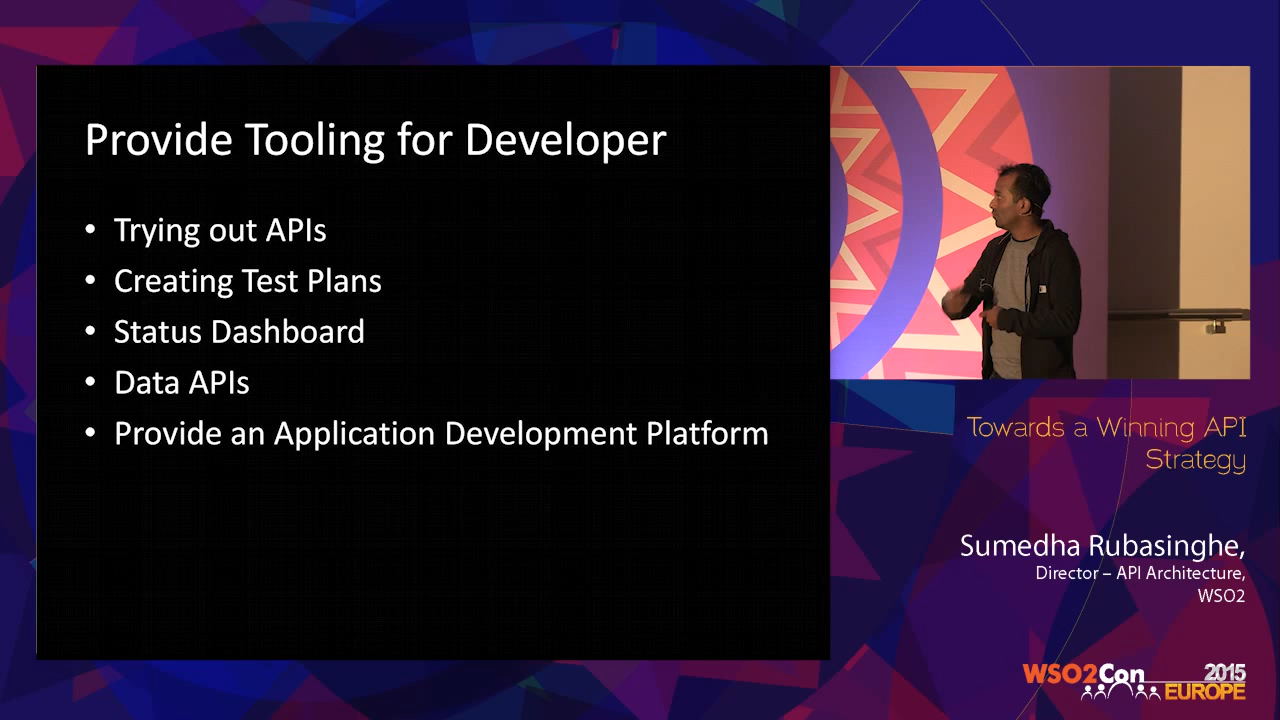 Provide Tooling for Developer
• Trying out APIs
• Creating Test Plans
• Status Dashboard
• Data APIs
• Provide an Application Development Platform
Towards a Winning API
Strategy
Sumedha Rubasinghe,
Director – API Architecture,
WSO2
WSO2Con 2015
EUROPE